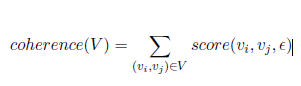 coherence(V) = ∑ score(v_i, v_j, ϵ)
(v_i,v_j)∈V